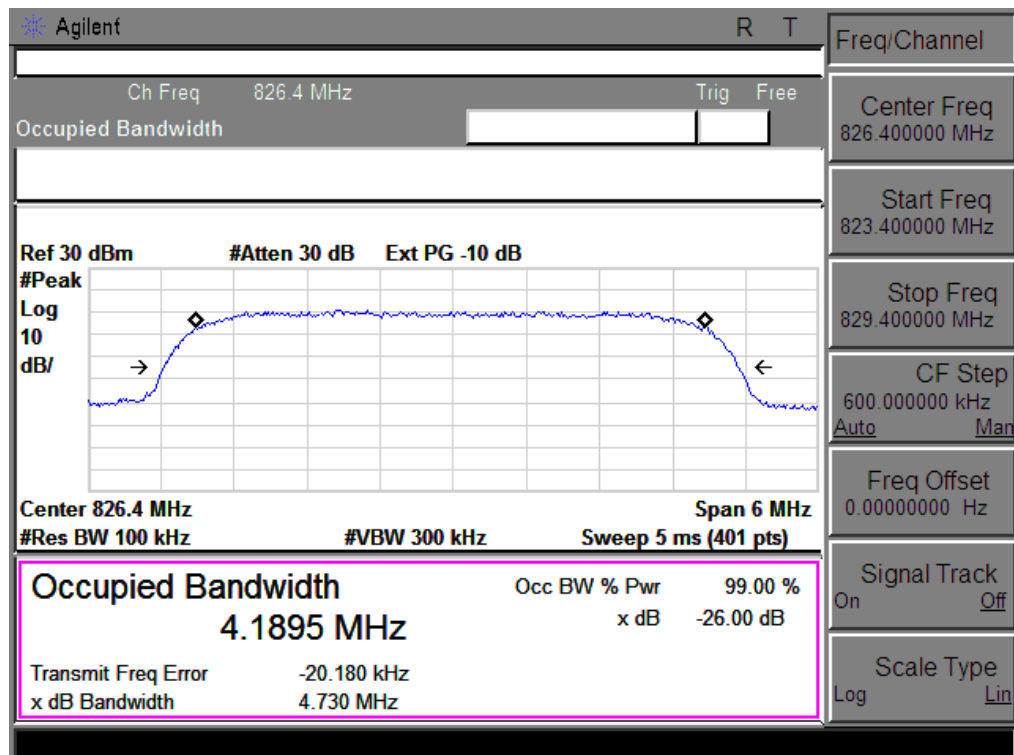 Agilent R T
Freq/Channel
Ch Freq 826.4 MHz Trig Free
Occupied Bandwidth
Center Freq
826.400000 MHz
Start Freq
823.400000 MHz
Stop Freq
829.400000 MHz
CF Step
600.000000 kHz
Auto Man
Freq Offset
0.00000000 Hz
Signal Track
On Off
Scale Type
Log Lin
Ref 30 dBm #Atten 30 dB Ext PG -10 dB
#Peak
Log
10
dB/
Center 826.4 MHz Span 6 MHz
#Res BW 100 kHz #VBW 300 kHz Sweep 5 ms (401 pts)
Occupied Bandwidth Occ BW % Pwr 99.00 %
4.1895 MHz x dB -26.00 dB
Transmit Freq Error -20.180 kHz
x dB Bandwidth 4.730 MHz